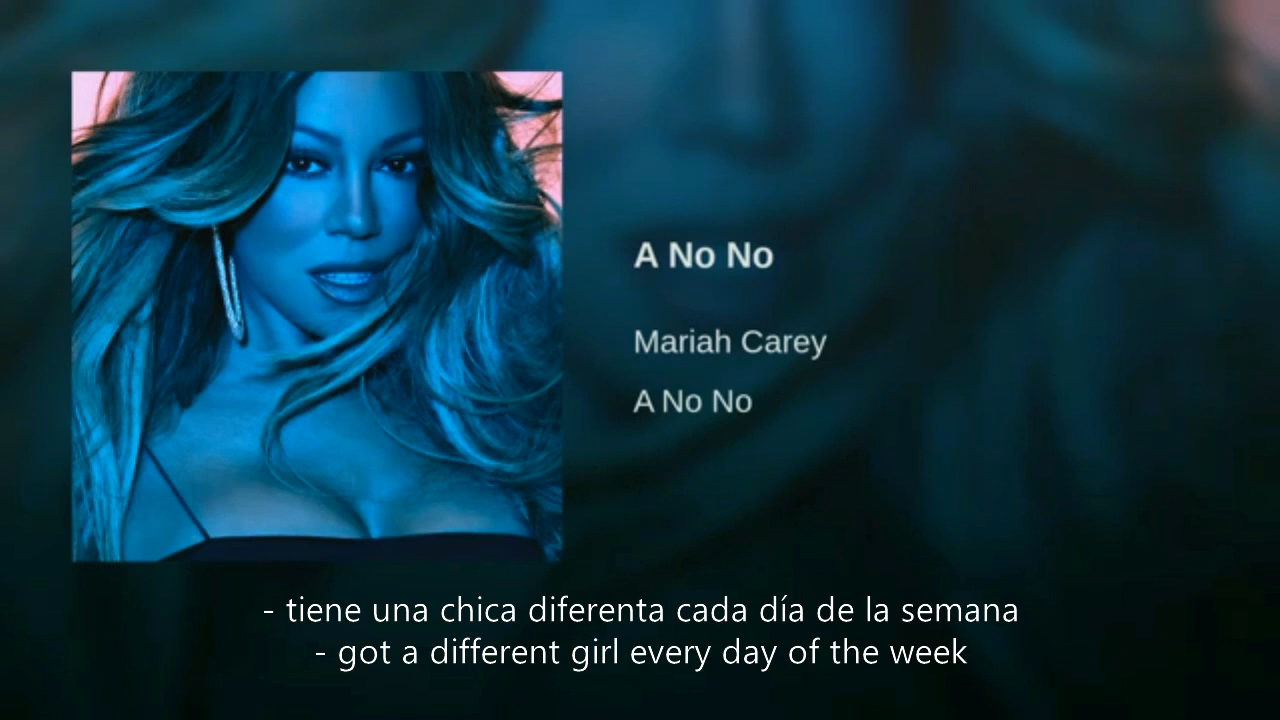 A No No
Mariah Carey
A No No
- tiene una chica diferenta cada día de la semana
- got a different girl every day of the week